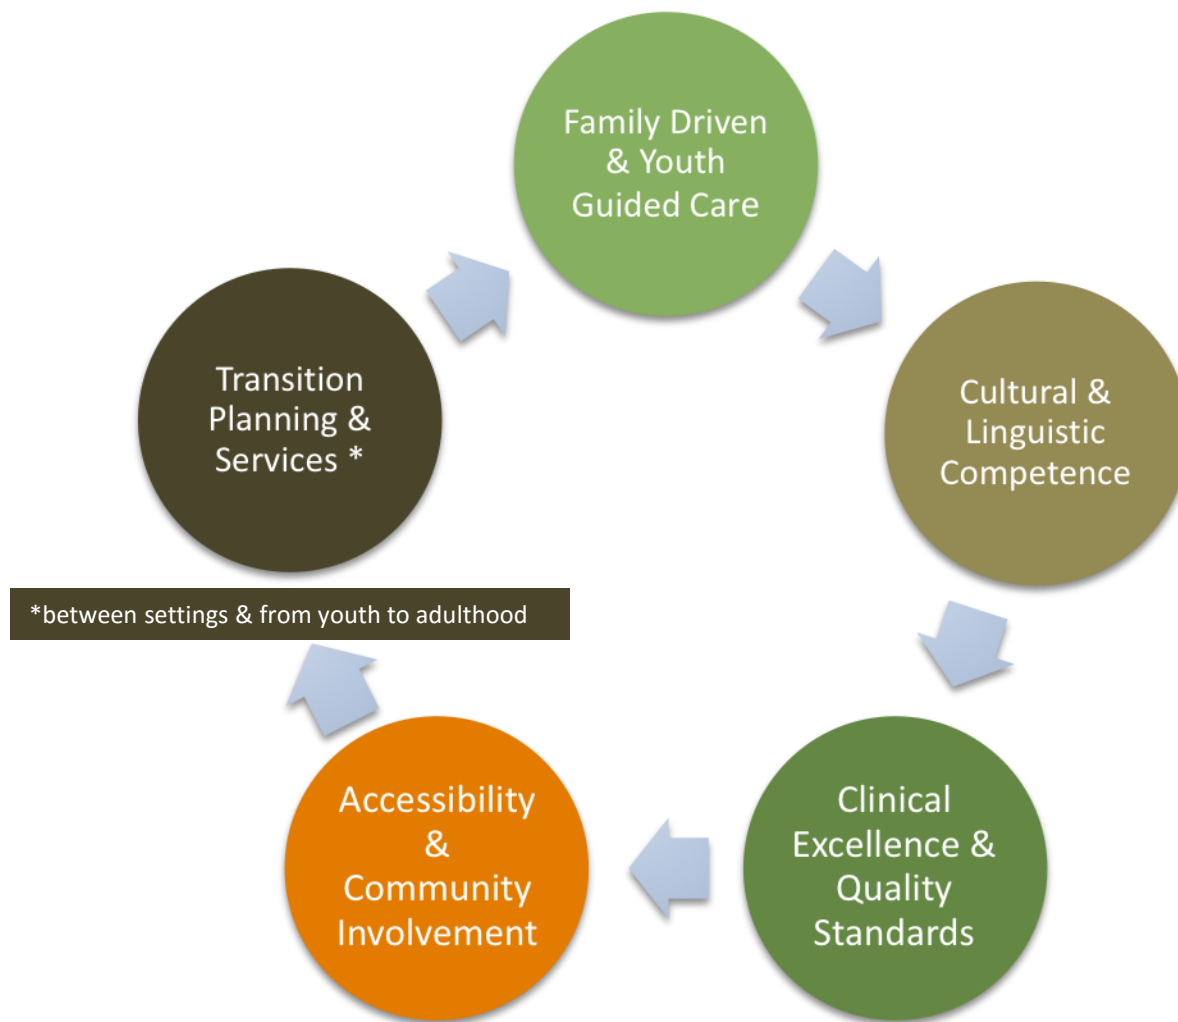 Family Driven
& Youth
Guided Care
Cultural &
Linguistic
Competence
Clinical
Excellence &
Quality
Standards
Accessibility
&
Community
Involvement
Transition
Planning &
Services *
*between settings & from youth to adulthood